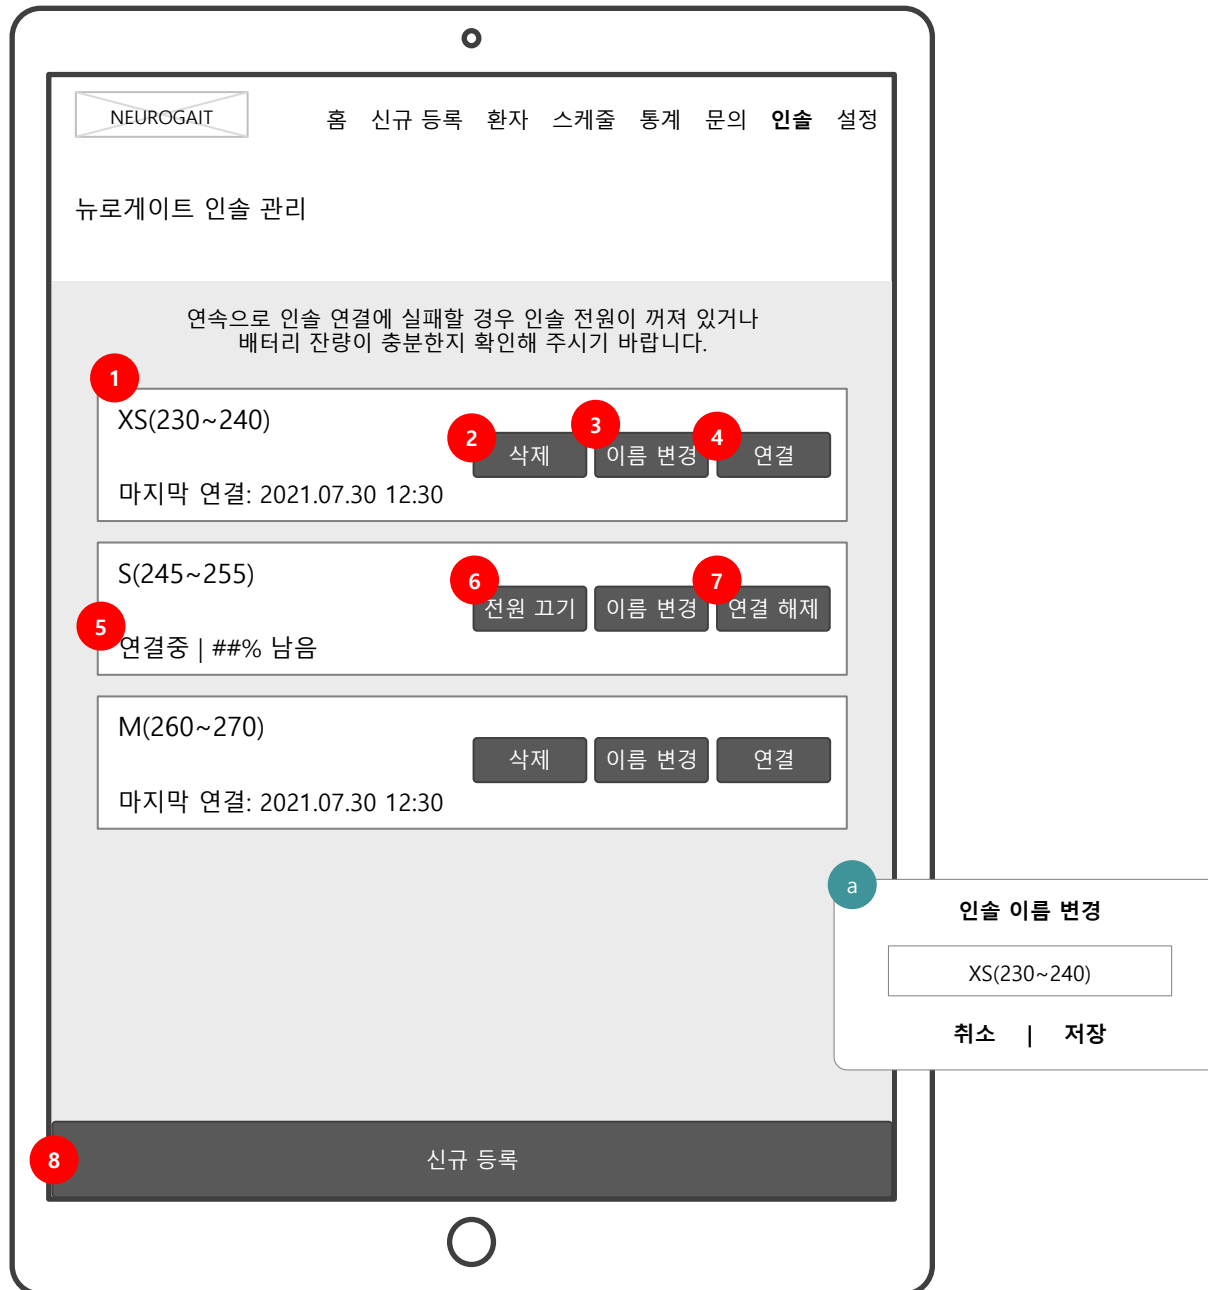 NEUROGAIT
홈 신규 등록 환자 스케줄 통계 문의 인솔 설정
뉴로게이트 인솔 관리
연속으로 인솔 연결에 실패할 경우 인솔 전원이 꺼져 있거나
배터리 잔량이 충분한지 확인해 주시기 바랍니다.
1
XS(230~240)
2 삭제 3 이름 변경 4 연결
마지막 연결: 2021.07.30 12:30
S(245~255)
6 전원 끄기 이름 변경 7 연결 해제
5
연결중 | ##% 남음
M(260~270)
삭제 이름 변경 연결
마지막 연결: 2021.07.30 12:30
a
인솔 이름 변경
XS(230~240)
취소 | 저장
8 신규 등록